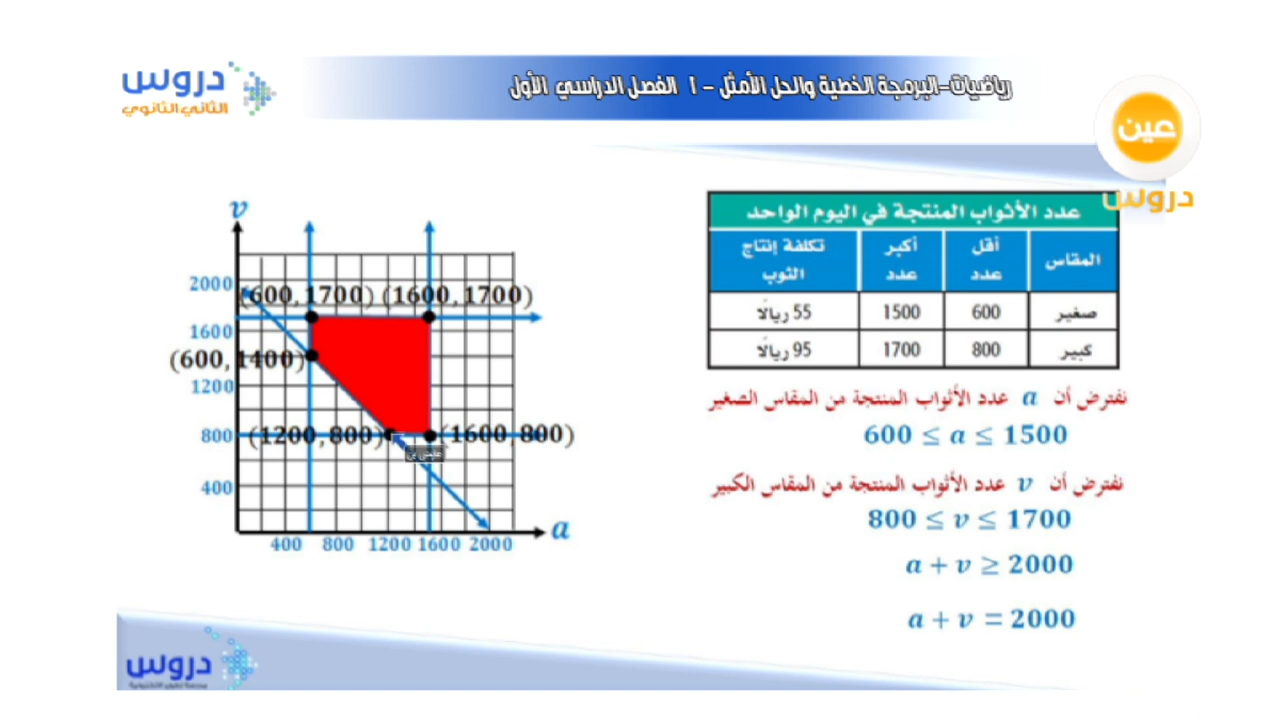 رياضيات-البرمجة الخطية والحل الأمثل - ٢ الفصل الدراسي الأول
دروس
الثاني الثانوي
عين
دروس
عدد الأثواب المنتجة في اليوم الواحد
المقاس أقل عدد أكبر عدد تكلفة إنتاج الثوب
صغير 600 1500 55 ريالًا
كبير 800 1700 95 ريالًا
نفترض أن a عدد الأثواب المنتجة من المقاس الصغير
600 ≤ a ≤ 1500
نفترض أن v عدد الأثواب المنتجة من المقاس الكبير
800 ≤ v ≤ 1700
a + v ≥ 2000
a + v = 2000
v
2000
(600, 1700) (1600, 1700)
1600
(600, 1400)
1200
800
(1200, 800) (1600, 800)
400
a
400 800 1200 1600 2000
دروس